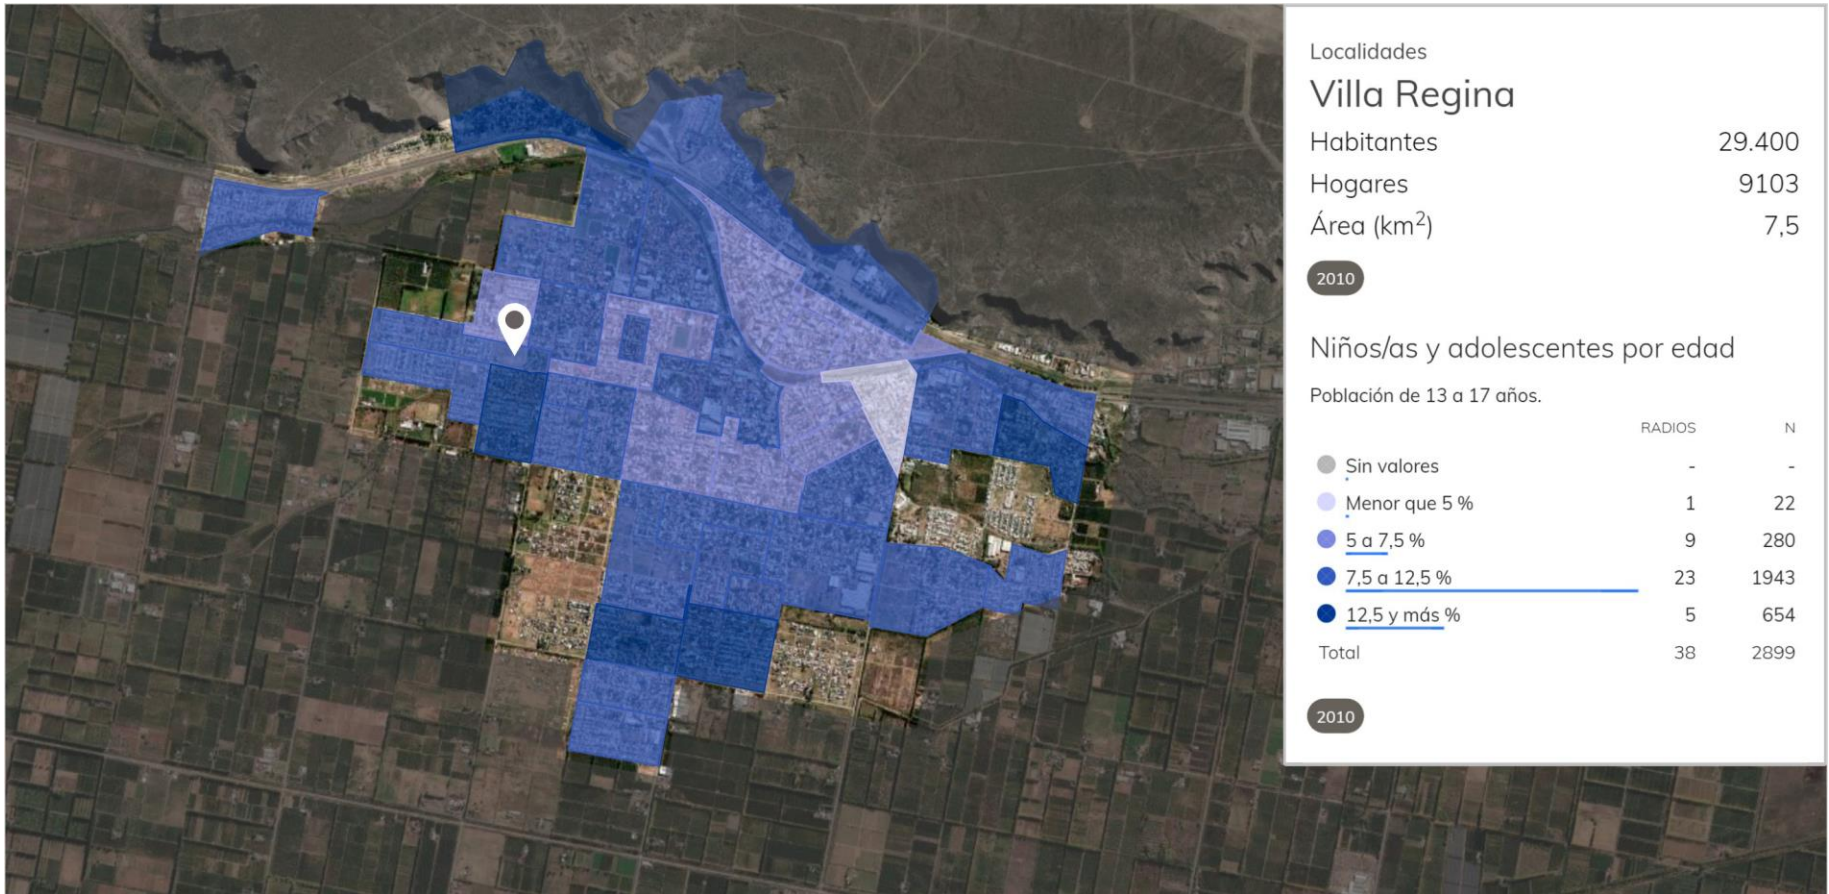 Localidades
Villa Regina
Habitantes 29.400
Hogares 9103
Área (km²) 7,5
2010
Niños/as y adolescentes por edad
Población de 13 a 17 años.
RADIOS N
Sin valores - -
Menor que 5 % 1 22
5 a 7,5 % 9 280
7,5 a 12,5 % 23 1943
12,5 y más % 5 654
Total 38 2899
2010